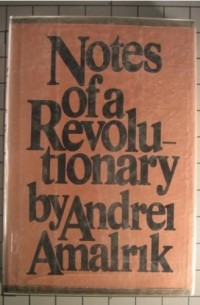 Notes
of a
Revolu-
tionary
by Andrei
Amalrik